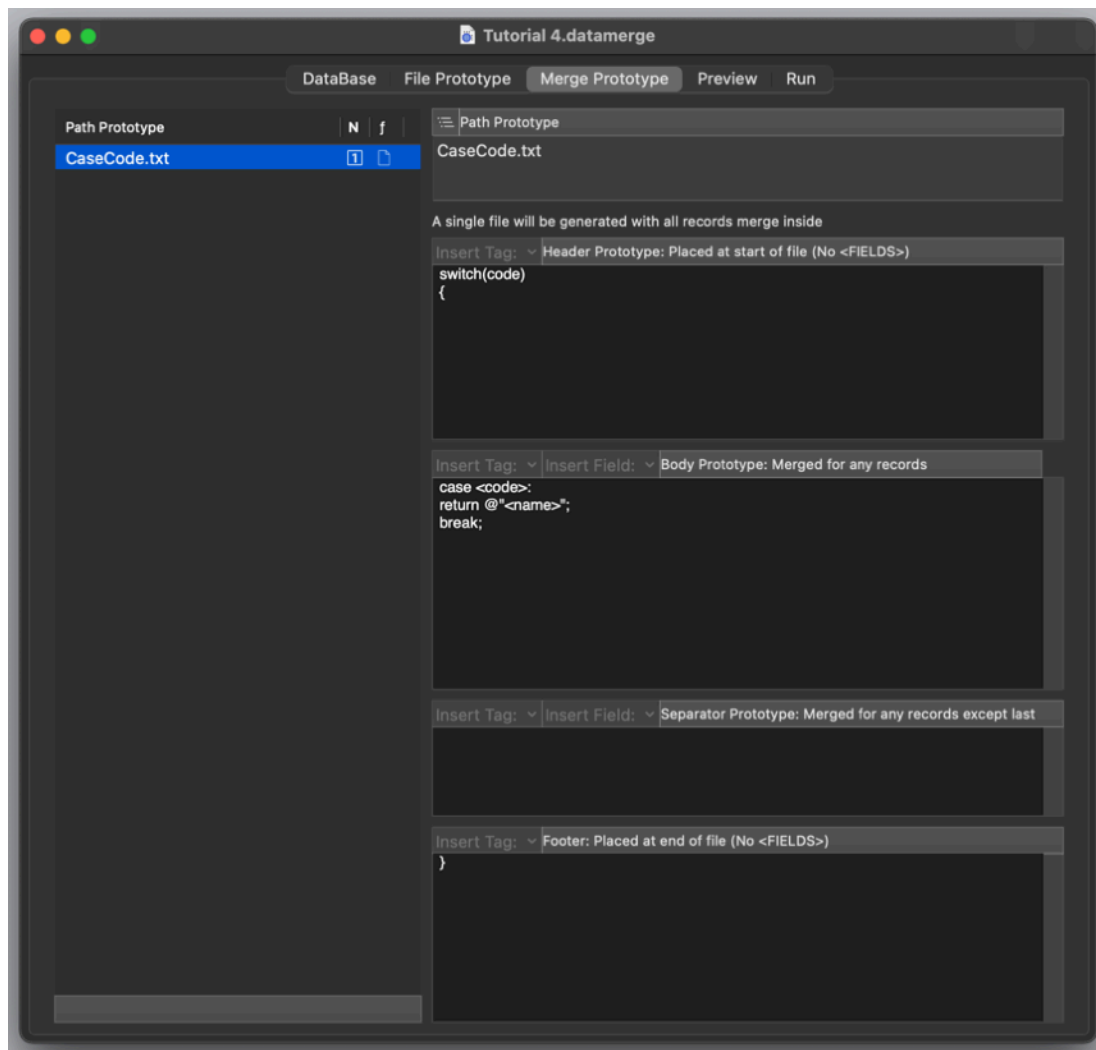 Tutorial 4.datamerge
DataBase File Prototype Merge Prototype Preview Run
Path Prototype N f
CaseCode.txt 1
Path Prototype
CaseCode.txt
A single file will be generated with all records merge inside
Insert Tag: Header Prototype: Placed at start of file (No <FIELDS>)
switch(code)
{
Insert Tag: Insert Field: Body Prototype: Merged for any records
case <code>:
return @"<name>";
break;
Insert Tag: Insert Field: Separator Prototype: Merged for any records except last
Insert Tag: Footer: Placed at end of file (No <FIELDS>)
}